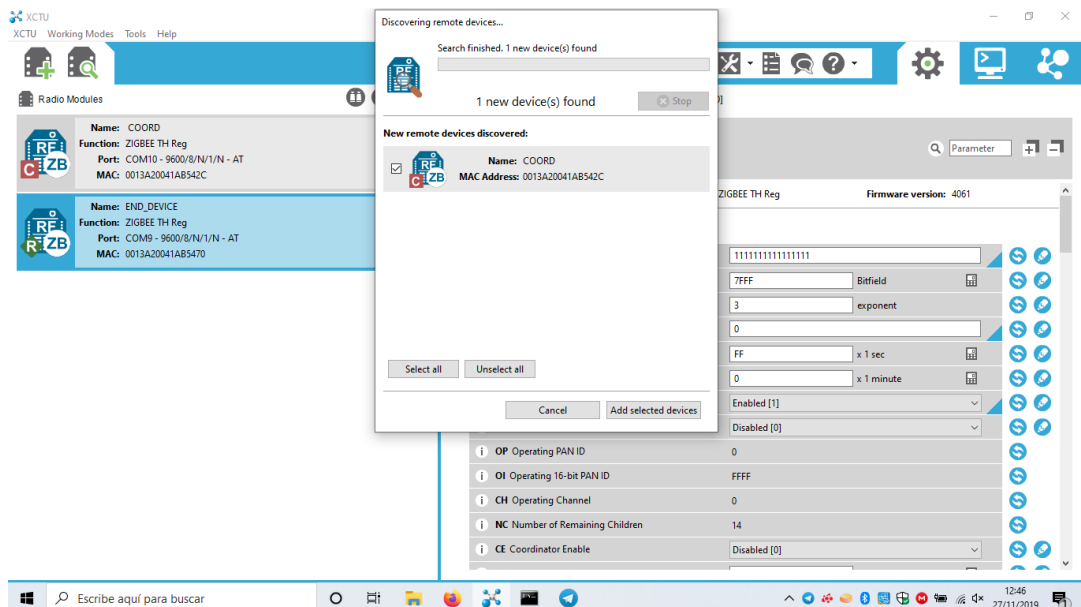 XCTU
XCTU Working Modes Tools Help
Discovering remote devices...
Search finished. 1 new device(s) found
1 new device(s) found
Stop
New remote devices discovered:
Name: COORD
MAC Address: 0013A20041AB542C
Select all Unselect all
Cancel Add selected devices
Radio Modules
Name: COORD
Function: ZIGBEE TH Reg
Port: COM10 - 9600/8/N/1/N - AT
MAC: 0013A20041AB542C
RF
C ZB
Name: END_DEVICE
Function: ZIGBEE TH Reg
Port: COM9 - 9600/8/N/1/N - AT
MAC: 0013A20041AB5470
RF
R ZB
Parameter
ZIGBEE TH Reg Firmware version: 4061
1111111111111111
7FFF Bitfield
3 exponent
0
FF x 1 sec
0 x 1 minute
Enabled [1]
Disabled [0]
i OP Operating PAN ID 0
i OI Operating 16-bit PAN ID FFFF
i CH Operating Channel 0
i NC Number of Remaining Children 14
i CE Coordinator Enable Disabled [0]
Escribe aquí para buscar
12:46
27/11/2019